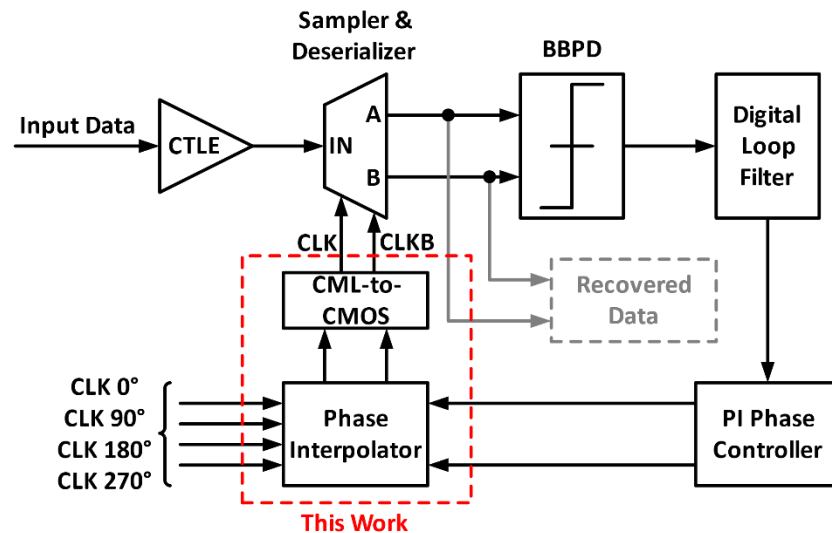 Sampler &
Deserializer
BBPD
Input Data
CTLE
IN
A
B
Digital
Loop
Filter
CLK
CLKB
CML-to-
CMOS
Recovered
Data
CLK 0°
CLK 90°
CLK 180°
CLK 270°
Phase
Interpolator
PI Phase
Controller
This Work